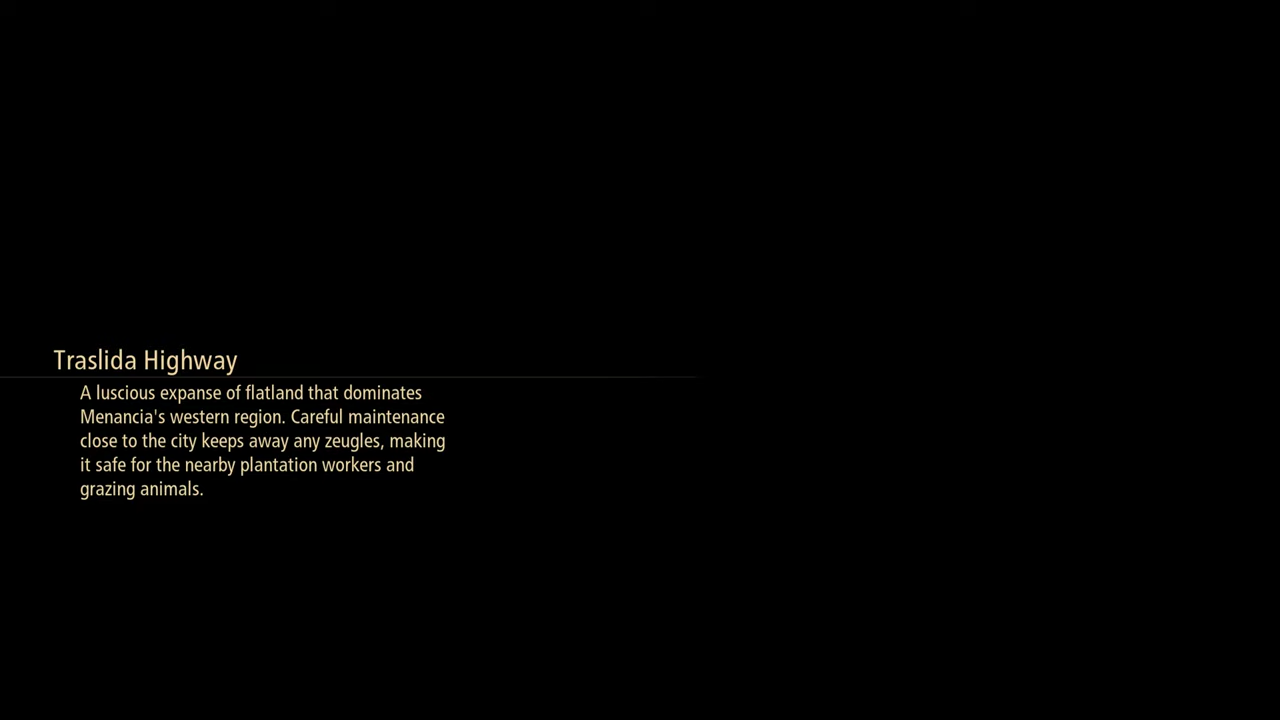 Traslida Highway
A luscious expanse of flatland that dominates
Menancia's western region. Careful maintenance
close to the city keeps away any zeugles, making
it safe for the nearby plantation workers and
grazing animals.